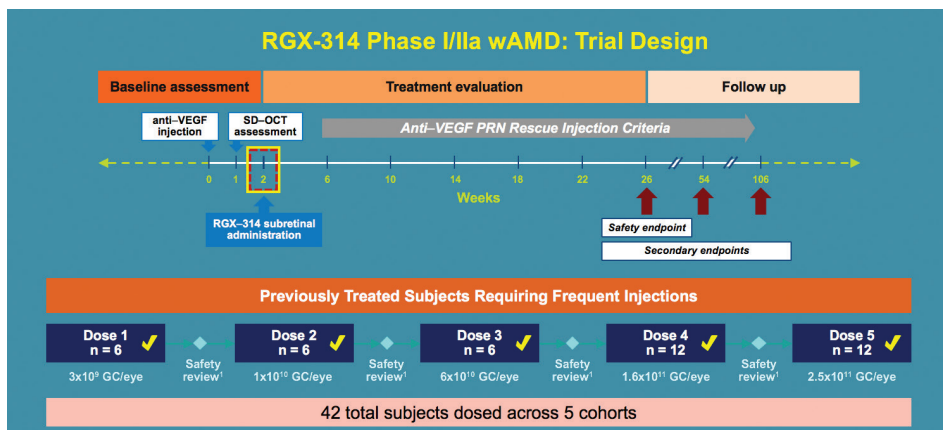 RGX-314 Phase I/IIa wAMD: Trial Design
Baseline assessment
Treatment evaluation
Follow up
anti–VEGF
injection
SD–OCT
assessment
Anti–VEGF PRN Rescue Injection Criteria
0 1 2 6 10 14 18 22 26 54 106
Weeks
RGX–314 subretinal
administration
Safety endpoint
Secondary endpoints
Previously Treated Subjects Requiring Frequent Injections
Dose 1
n = 6
3x10⁹ GC/eye
Safety
review¹
Dose 2
n = 6
1x10¹⁰ GC/eye
Safety
review¹
Dose 3
n = 6
6x10¹⁰ GC/eye
Safety
review¹
Dose 4
n = 12
1.6x10¹¹ GC/eye
Safety
review¹
Dose 5
n = 12
2.5x10¹¹ GC/eye
42 total subjects dosed across 5 cohorts